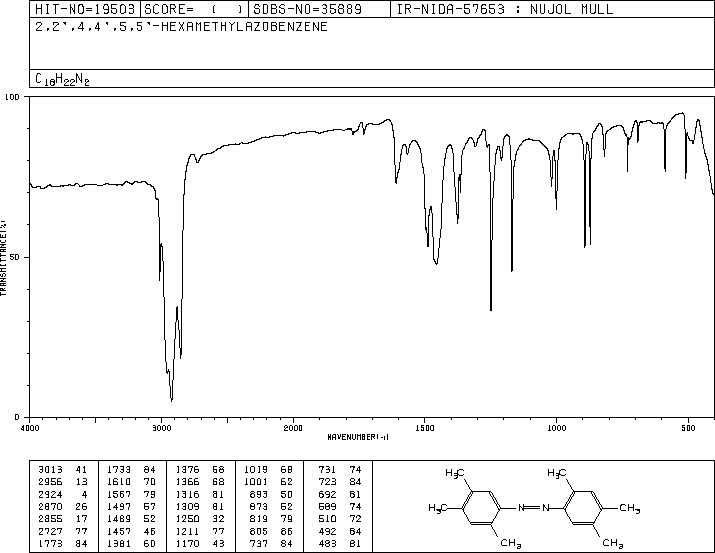 HIT-NO=19503 SCORE= ( ) SDBS-NO=35889 IR-NIDA-57653 : NUJOL MULL
2,2',4,4',5,5'-HEXAMETHYLAZOBENZENE
C18H22N2
100
50
0
TRANSMITTANCE(%)
4000 3000 2000 1500 1000 500
WAVENUMBER(-1)
3013 41 1733 84 1376 68 1019 68 731 74
2956 13 1610 70 1366 68 1001 62 723 84
2924 4 1567 79 1316 81 893 50 692 81
2870 26 1497 57 1309 81 873 52 589 74
2855 17 1489 52 1250 32 819 79 510 72
2727 77 1457 46 1211 77 805 86 492 84
1773 84 1381 60 1170 43 737 84 483 81
H3C CH3
H3C N N CH3
CH3 CH3